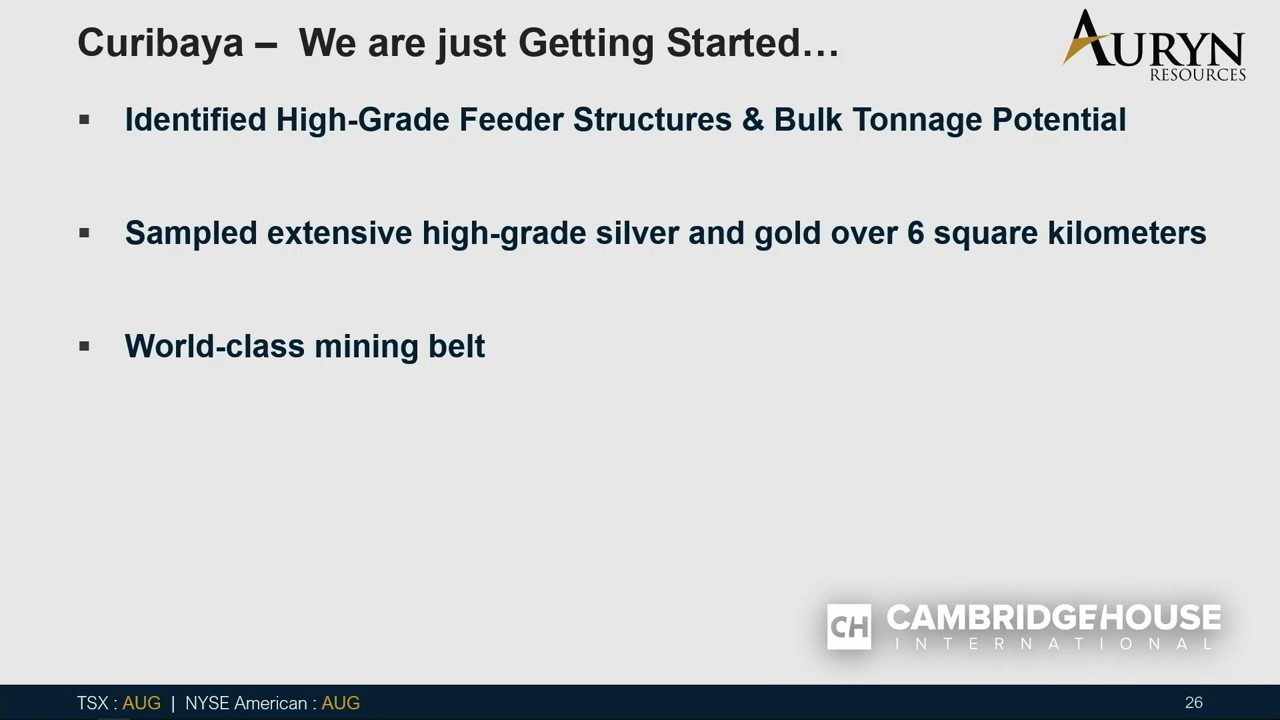 Curibaya – We are just Getting Started…
AURYN
RESOURCES
▪ Identified High-Grade Feeder Structures & Bulk Tonnage Potential
▪ Sampled extensive high-grade silver and gold over 6 square kilometers
▪ World-class mining belt
CH CAMBRIDGEHOUSE
INTERNATIONAL
TSX : AUG | NYSE American : AUG
26